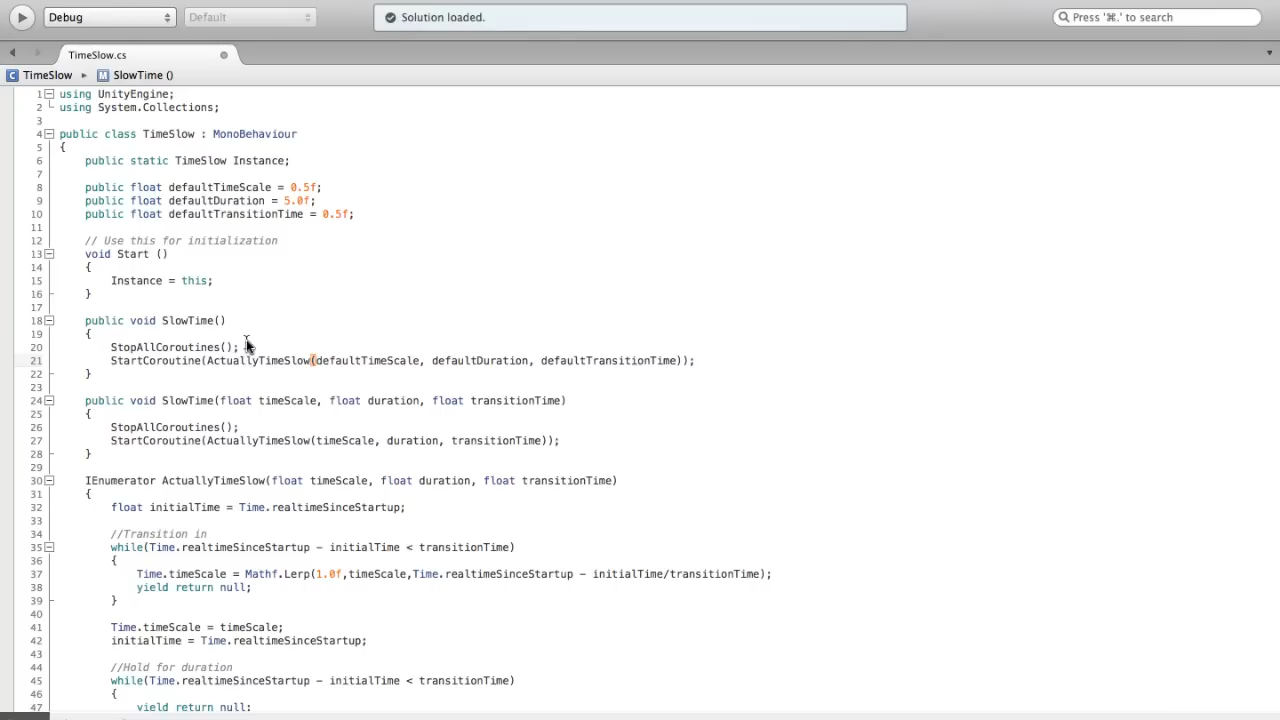 Debug
Default
Solution loaded.
Press '⌘.' to search
TimeSlow.cs
TimeSlow ▸ M SlowTime ()
1 using UnityEngine;
2 using System.Collections;
3
4 public class TimeSlow : MonoBehaviour
5 {
6 public static TimeSlow Instance;
7
8 public float defaultTimeScale = 0.5f;
9 public float defaultDuration = 5.0f;
10 public float defaultTransitionTime = 0.5f;
11
12 // Use this for initialization
13 void Start ()
14 {
15 Instance = this;
16 }
17
18 public void SlowTime()
19 {
20 StopAllCoroutines();
21 StartCoroutine(ActuallyTimeSlow(defaultTimeScale, defaultDuration, defaultTransitionTime));
22 }
23
24 public void SlowTime(float timeScale, float duration, float transitionTime)
25 {
26 StopAllCoroutines();
27 StartCoroutine(ActuallyTimeSlow(timeScale, duration, transitionTime));
28 }
29
30 IEnumerator ActuallyTimeSlow(float timeScale, float duration, float transitionTime)
31 {
32 float initialTime = Time.realtimeSinceStartup;
33
34 //Transition in
35 while(Time.realtimeSinceStartup - initialTime < transitionTime)
36 {
37 Time.timeScale = Mathf.Lerp(1.0f,timeScale,Time.realtimeSinceStartup - initialTime/transitionTime);
38 yield return null;
39 }
40
41 Time.timeScale = timeScale;
42 initialTime = Time.realtimeSinceStartup;
43
44 //Hold for duration
45 while(Time.realtimeSinceStartup - initialTime < transitionTime)
46 {
47 yield return null;